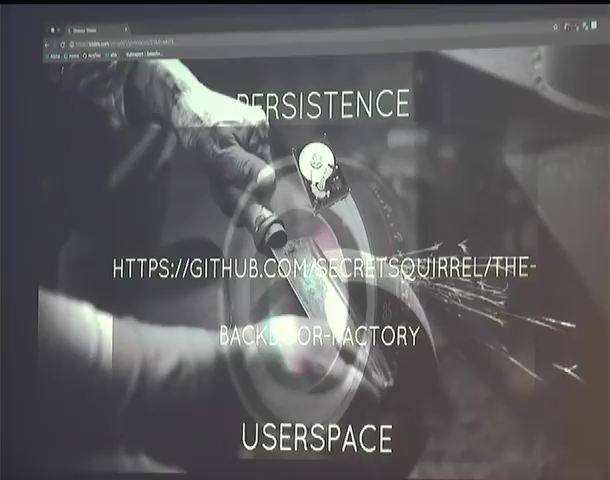 PERSISTENCE
HTTPS://GITHUB.COM/SECRETSQUIRREL/THE-
BACKDOOR-FACTORY
USERSPACE